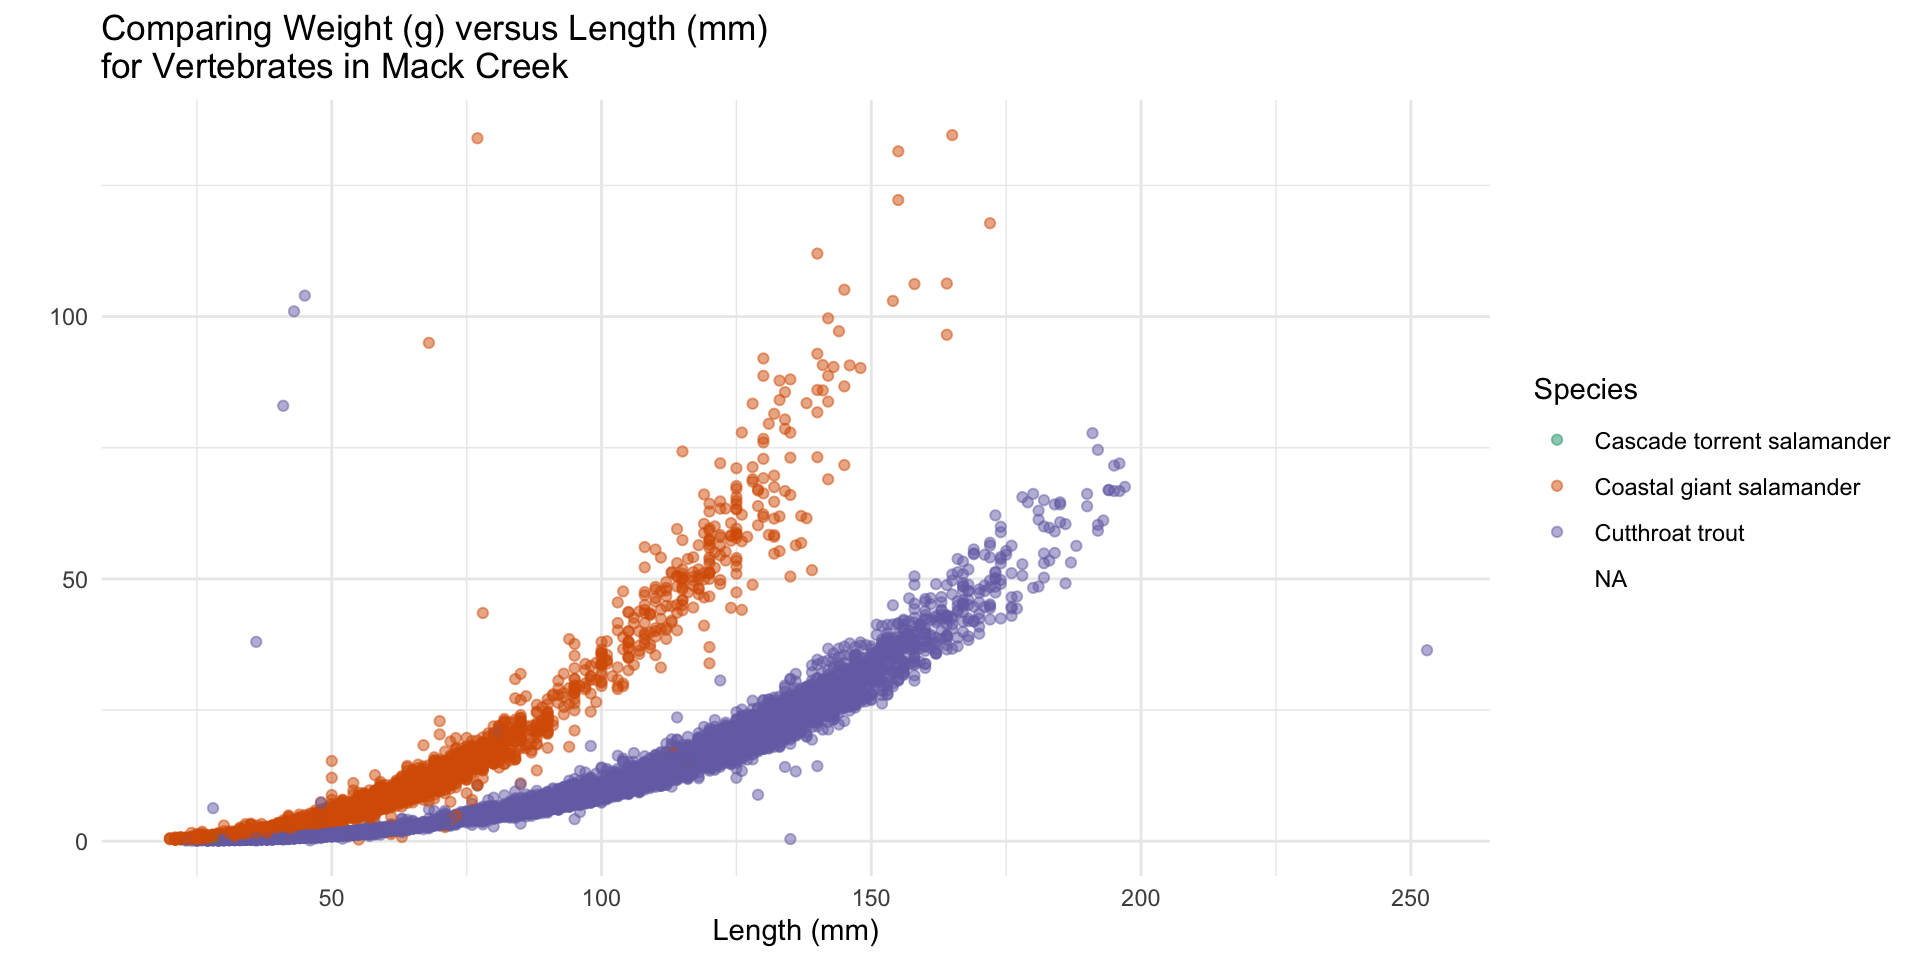 Comparing Weight (g) versus Length (mm)
for Vertebrates in Mack Creek
100
50
0
50
100
150
200
250
Length (mm)
Species
Cascade torrent salamander
Coastal giant salamander
Cutthroat trout
NA